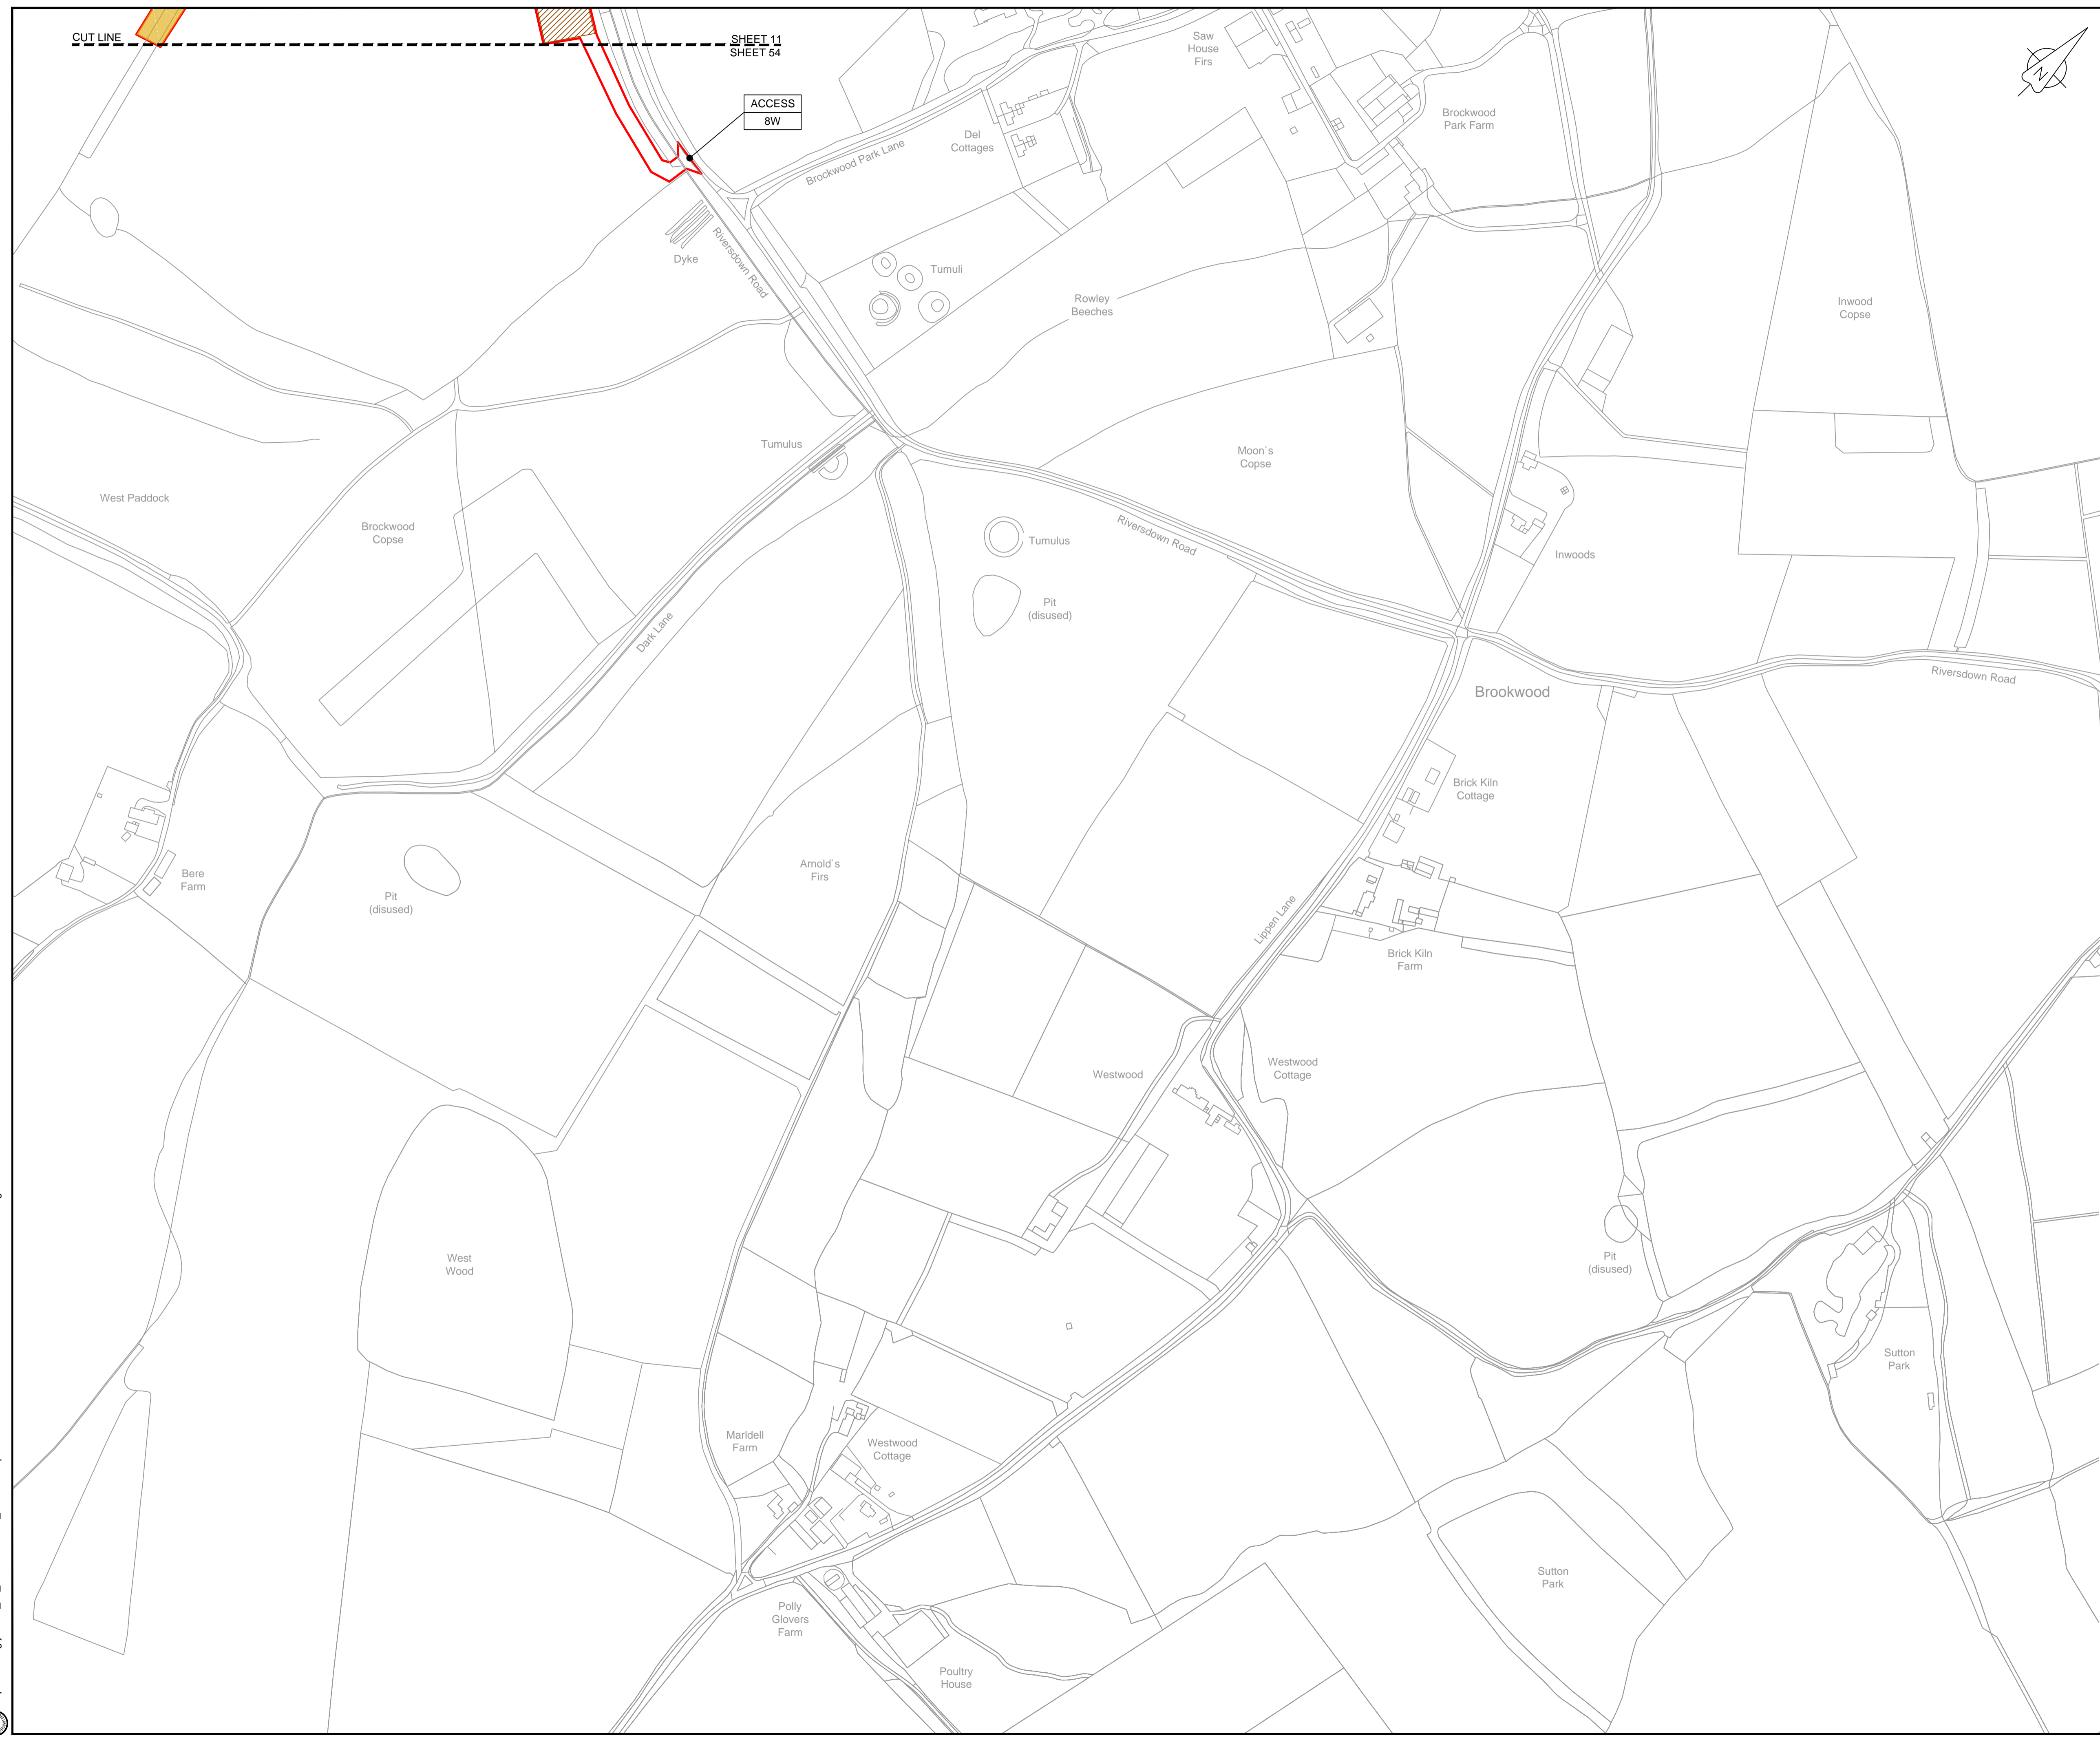 CUT LINE
SHEET 11
SHEET 54
ACCESS
8W
Saw
House
Firs
Brockwood
Park Farm
N
Del
Cottages
Brockwood Park Lane
Dyke
Riversdown Road
Tumuli
Rowley
Beeches
Inwood
Copse
Tumulus
Moon`s
Copse
West Paddock
Brockwood
Copse
Tumulus
Riversdown Road
Inwoods
Pit
(disused)
Dark Lane
Riversdown Road
Brookwood
Brick Kiln
Cottage
Bere
Farm
Arnold`s
Firs
Pit
(disused)
Lippen Lane
Brick Kiln
Farm
Westwood
Westwood
Cottage
West
Wood
Pit
(disused)
Sutton
Park
Marldell
Farm
Westwood
Cottage
Sutton
Park
Polly
Glovers
Farm
Poultry
House